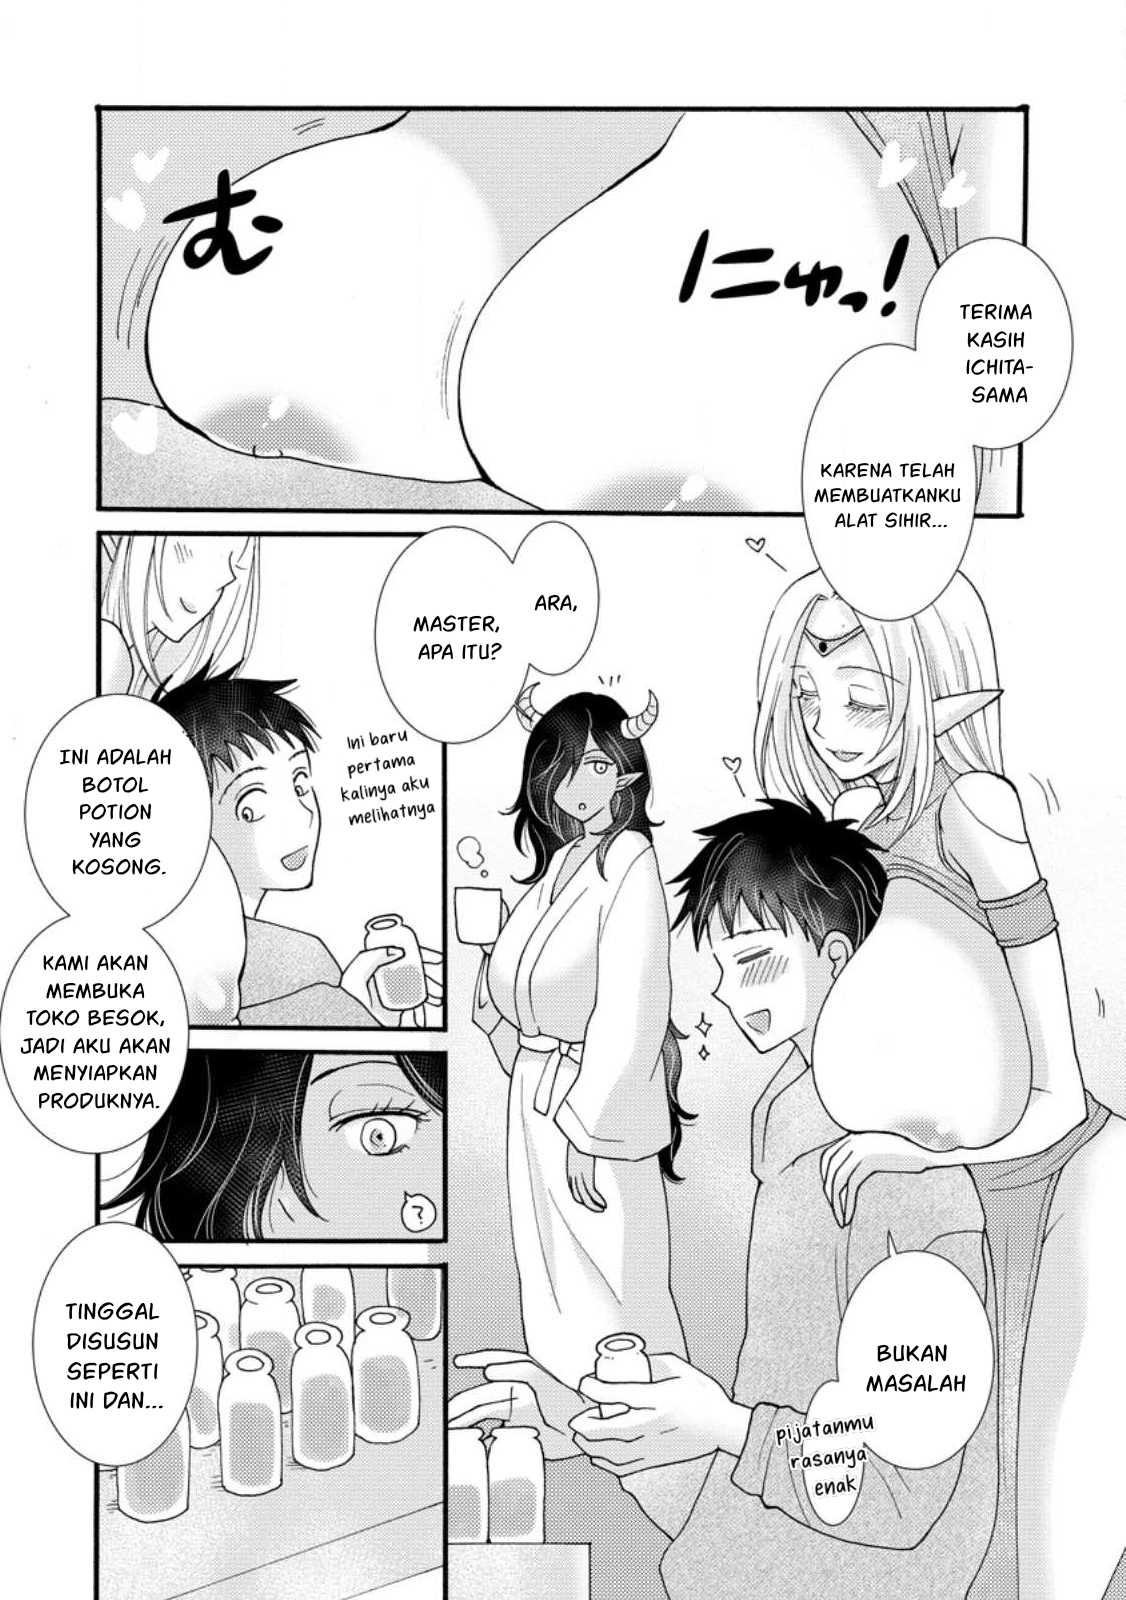 む
にゅっ!
TERIMA
KASIH
ICHITA-
SAMA
KARENA TELAH
MEMBUATKANKU
ALAT SIHIR...
ARA,
MASTER,
APA ITU?
Ini baru
pertama
kalinya aku
melihatnya
INI ADALAH
BOTOL
POTION
YANG
KOSONG.
KAMI AKAN
MEMBUKA
TOKO BESOK,
JADI AKU AKAN
MENYIAPKAN
PRODUKNYA.
?
BUKAN
MASALAH
pijatanmu
rasanya
enak
TINGGAL
DISUSUN
SEPERTI
INI DAN...